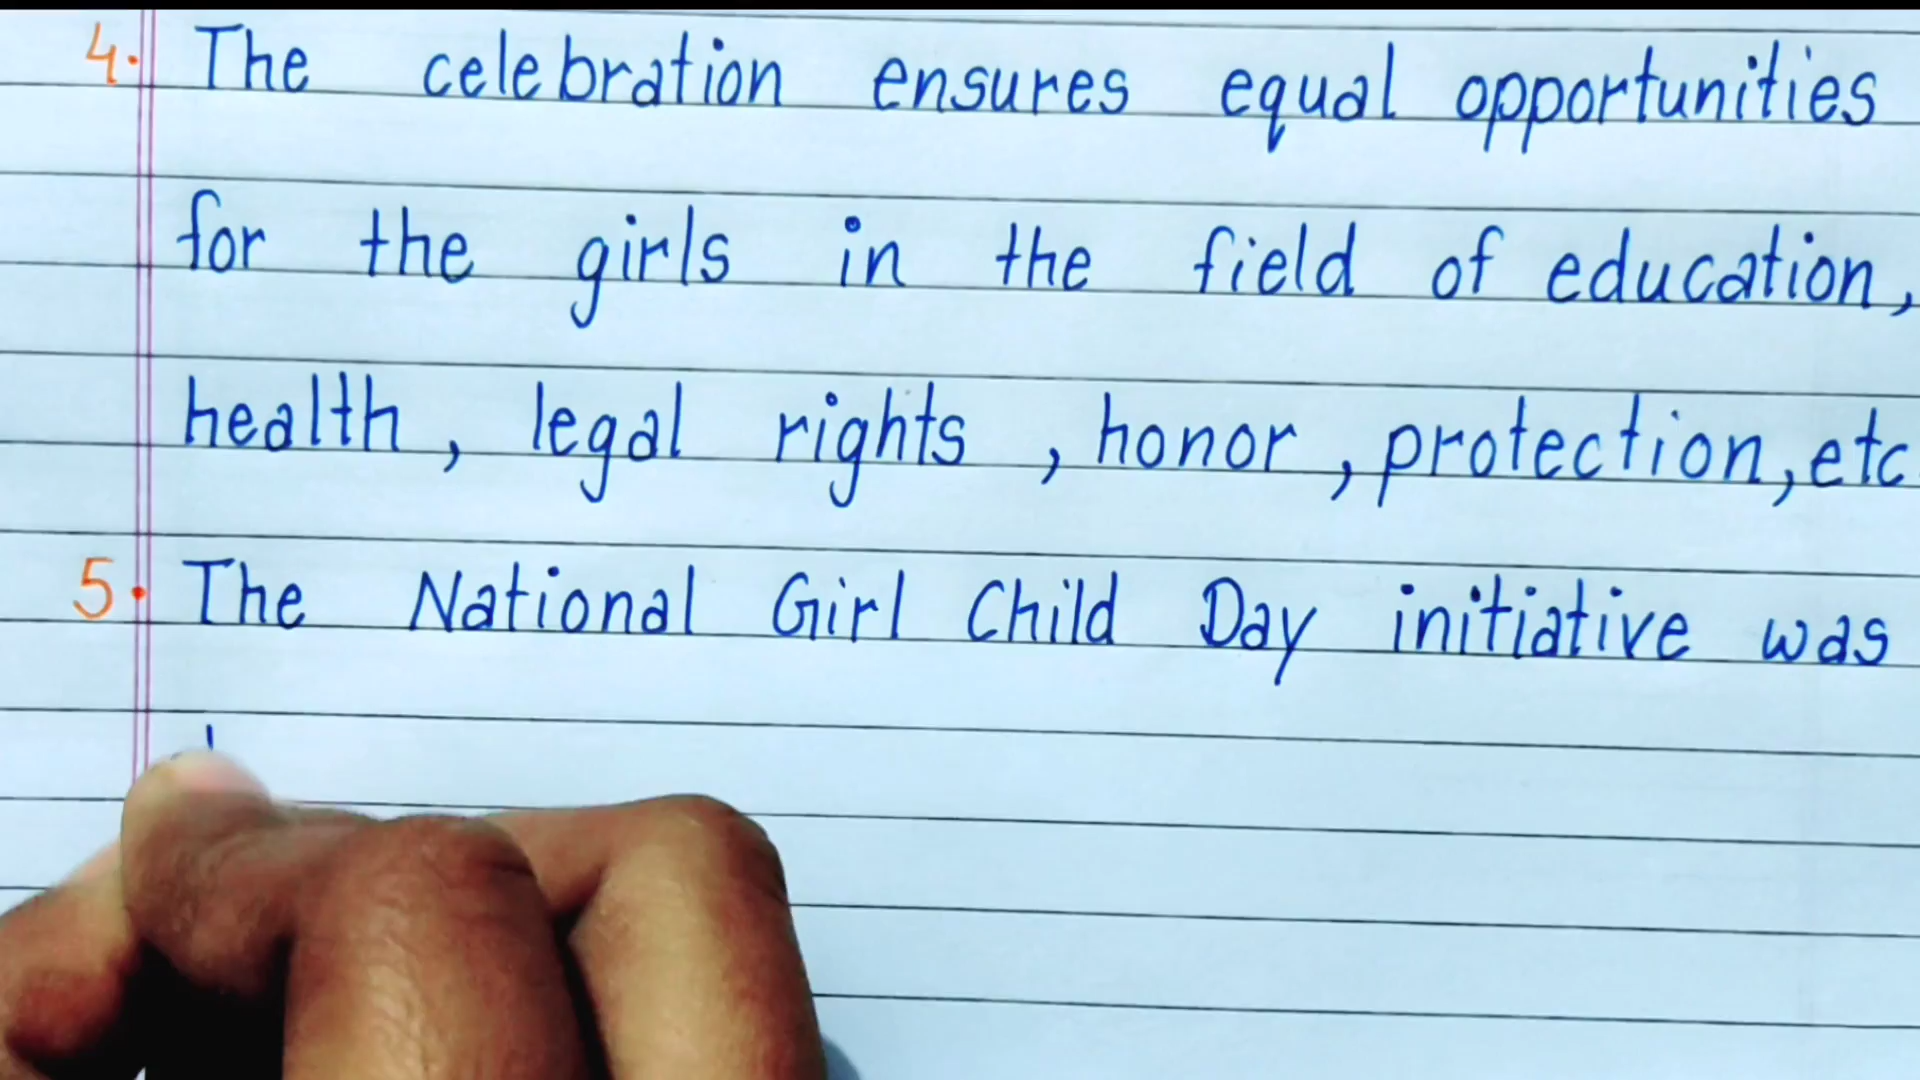 4. The celebration ensures equal opportunities
for the girls in the field of education,
health, legal rights, honor, protection, etc
5. The National Girl Child Day initiative was